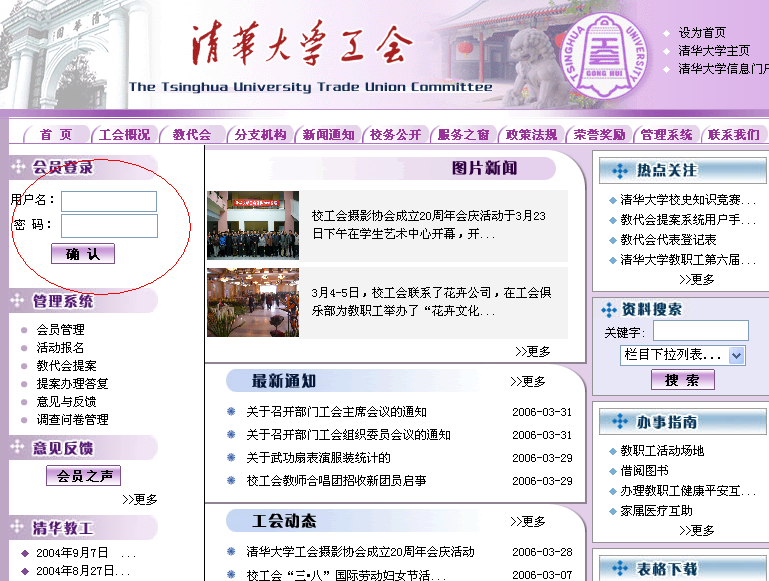 清华大学工会
The Tsinghua University Trade Union Committee
TSINGHUA UNIVERSITY
GONG HUI
设为首页
清华大学主页
清华大学信息门户
首 页
工会概况
教代会
分支机构
新闻通知
校务公开
服务之窗
政策法规
荣誉奖励
管理系统
联系我们
会员登录
用户名：
密 码：
确 认
管理系统
会员管理
活动报名
教代会提案
提案办理答复
意见与反馈
调查问卷管理
意见反馈
会员之声
>>更多
清华教工
2004年9月7日 ...
2004年8月27日...
图片新闻
校工会摄影协会成立20周年会庆活动于3月23
日下午在学生艺术中心开幕，开...
3月4-5日，校工会联系了花卉公司，在工会俱
乐部为教职工举办了“花卉文化...
>>更多
最新通知
>>更多
关于召开部门工会主席会议的通知 2006-03-31
关于召开部门工会组织委员会议的通知 2006-03-31
关于武功扇表演服装统计的 2006-03-29
校工会教师合唱团招收新团员启事 2006-03-29
工会动态
>>更多
清华大学工会摄影协会成立20周年会庆活动 2006-03-28
校工会“三·八”国际劳动妇女节活... 2006-03-07
热点关注
清华大学校史知识竞赛...
教代会提案系统用户手...
教代会代表登记表
清华大学教职工第六届...
>>更多
资料搜索
关键字：
栏目下拉列表...
搜 索
办事指南
教职工活动场地
借阅图书
办理教职工健康平安互...
家属医疗互助
>>更多
表格下载